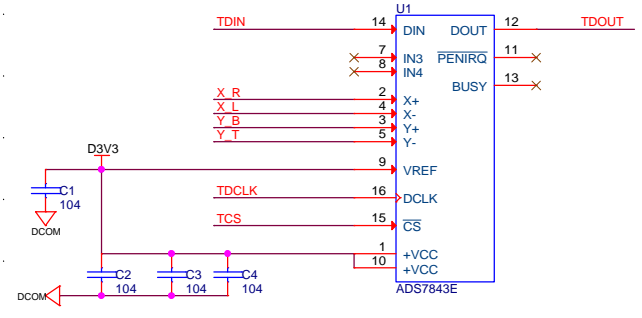 U1
TDIN 14 DIN DOUT 12 TDOUT
7 IN3 PENIRQ 11
8 IN4
BUSY 13
X_R 2 X+
X_L 4 X-
Y_B 3 Y+
Y_T 5 Y-
D3V3
9 VREF
C1
104
TDCLK 16 DCLK
DCOM
TCS 15 CS
1 +VCC
10 +VCC
C2 C3 C4
104 104 104
ADS7843E
DCOM